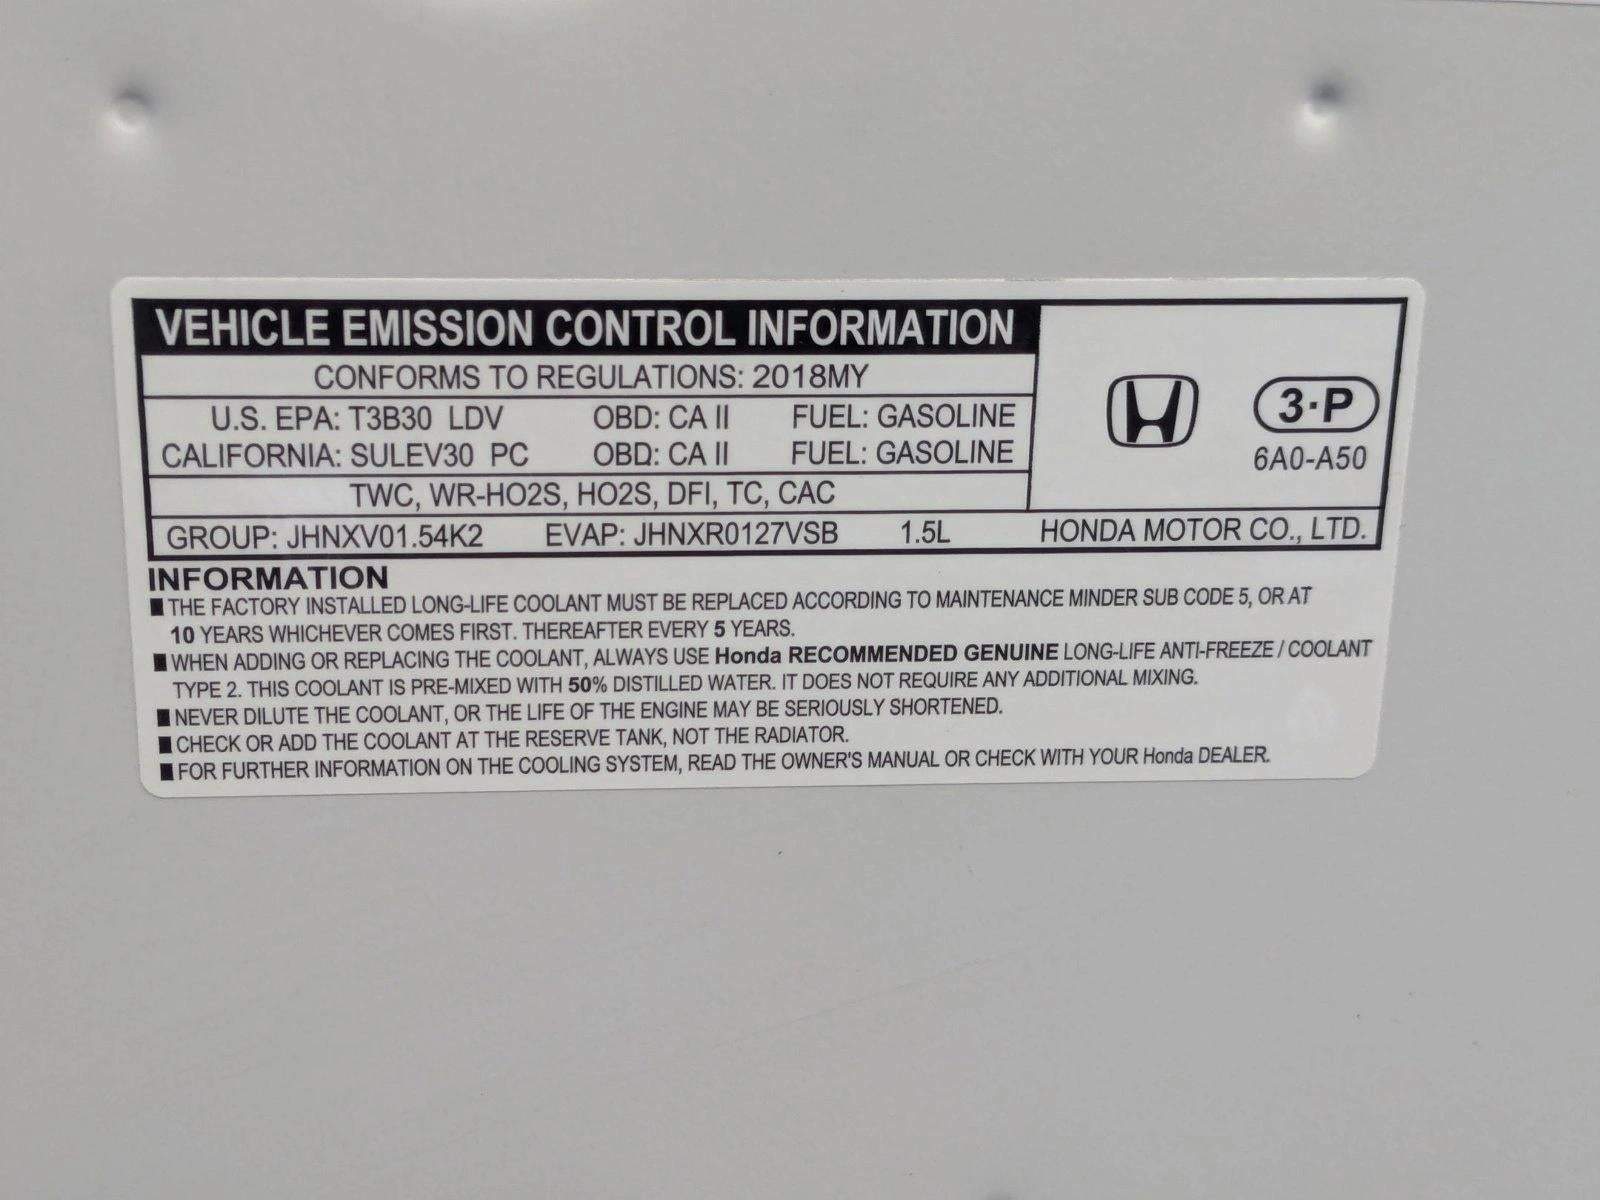 VEHICLE EMISSION CONTROL INFORMATION
CONFORMS TO REGULATIONS: 2018MY
U.S. EPA: T3B30 LDV OBD: CA II FUEL: GASOLINE
CALIFORNIA: SULEV30 PC OBD: CA II FUEL: GASOLINE
3·P
6A0-A50
TWC, WR-HO2S, HO2S, DFI, TC, CAC
GROUP: JHNXV01.54K2 EVAP: JHNXR0127VSB 1.5L HONDA MOTOR CO., LTD.
INFORMATION
■ THE FACTORY INSTALLED LONG-LIFE COOLANT MUST BE REPLACED ACCORDING TO MAINTENANCE MINDER SUB CODE 5, OR AT
10 YEARS WHICHEVER COMES FIRST. THEREAFTER EVERY 5 YEARS.
■ WHEN ADDING OR REPLACING THE COOLANT, ALWAYS USE Honda RECOMMENDED GENUINE LONG-LIFE ANTI-FREEZE / COOLANT
TYPE 2. THIS COOLANT IS PRE-MIXED WITH 50% DISTILLED WATER. IT DOES NOT REQUIRE ANY ADDITIONAL MIXING.
■ NEVER DILUTE THE COOLANT, OR THE LIFE OF THE ENGINE MAY BE SERIOUSLY SHORTENED.
■ CHECK OR ADD THE COOLANT AT THE RESERVE TANK, NOT THE RADIATOR.
■ FOR FURTHER INFORMATION ON THE COOLING SYSTEM, READ THE OWNER'S MANUAL OR CHECK WITH YOUR Honda DEALER.